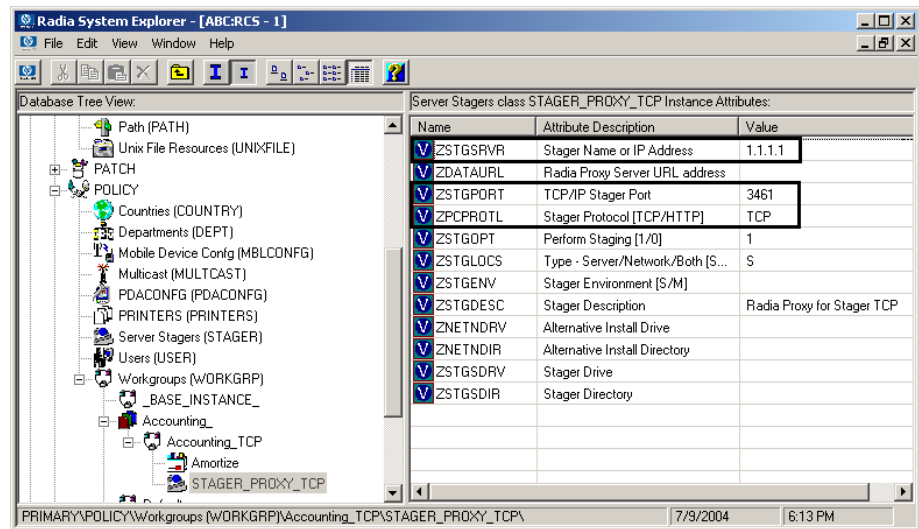 Radia System Explorer - [ABC:RCS - 1]
File Edit View Window Help
Database Tree View:
Server Stagers class STAGER_PROXY_TCP Instance Attributes:
Path (PATH)
Unix File Resources (UNIXFILE)
PATCH
POLICY
Countries (COUNTRY)
Departments (DEPT)
Mobile Device Confg (MBLCONFG)
Multicast (MULTCAST)
PDACONFG (PDACONFG)
PRINTERS (PRINTERS)
Server Stagers (STAGER)
Users (USER)
Workgroups (WORKGRP)
_BASE_INSTANCE_
Accounting_
Accounting_TCP
Amortize
STAGER_PROXY_TCP
Name Attribute Description Value
V ZSTGSRVR Stager Name or IP Address 1.1.1.1
V ZDATAURL Radia Proxy Server URL address
V ZSTGPORT TCP/IP Stager Port 3461
V ZPCPROTL Stager Protocol [TCP/HTTP] TCP
V ZSTGOPT Perform Staging [1/0] 1
V ZSTGLOCS Type - Server/Network/Both [S... S
V ZSTGENV Stager Environment [S/M]
V ZSTGDESC Stager Description Radia Proxy for Stager TCP
V ZNETNDRV Alternative Install Drive
V ZNETNDIR Alternative Install Directory
V ZSTGSDRV Stager Drive
V ZSTGSDIR Stager Directory
PRIMARY\POLICY\Workgroups (WORKGRP)\Accounting_TCP\STAGER_PROXY_TCP\ 7/9/2004 6:13 PM